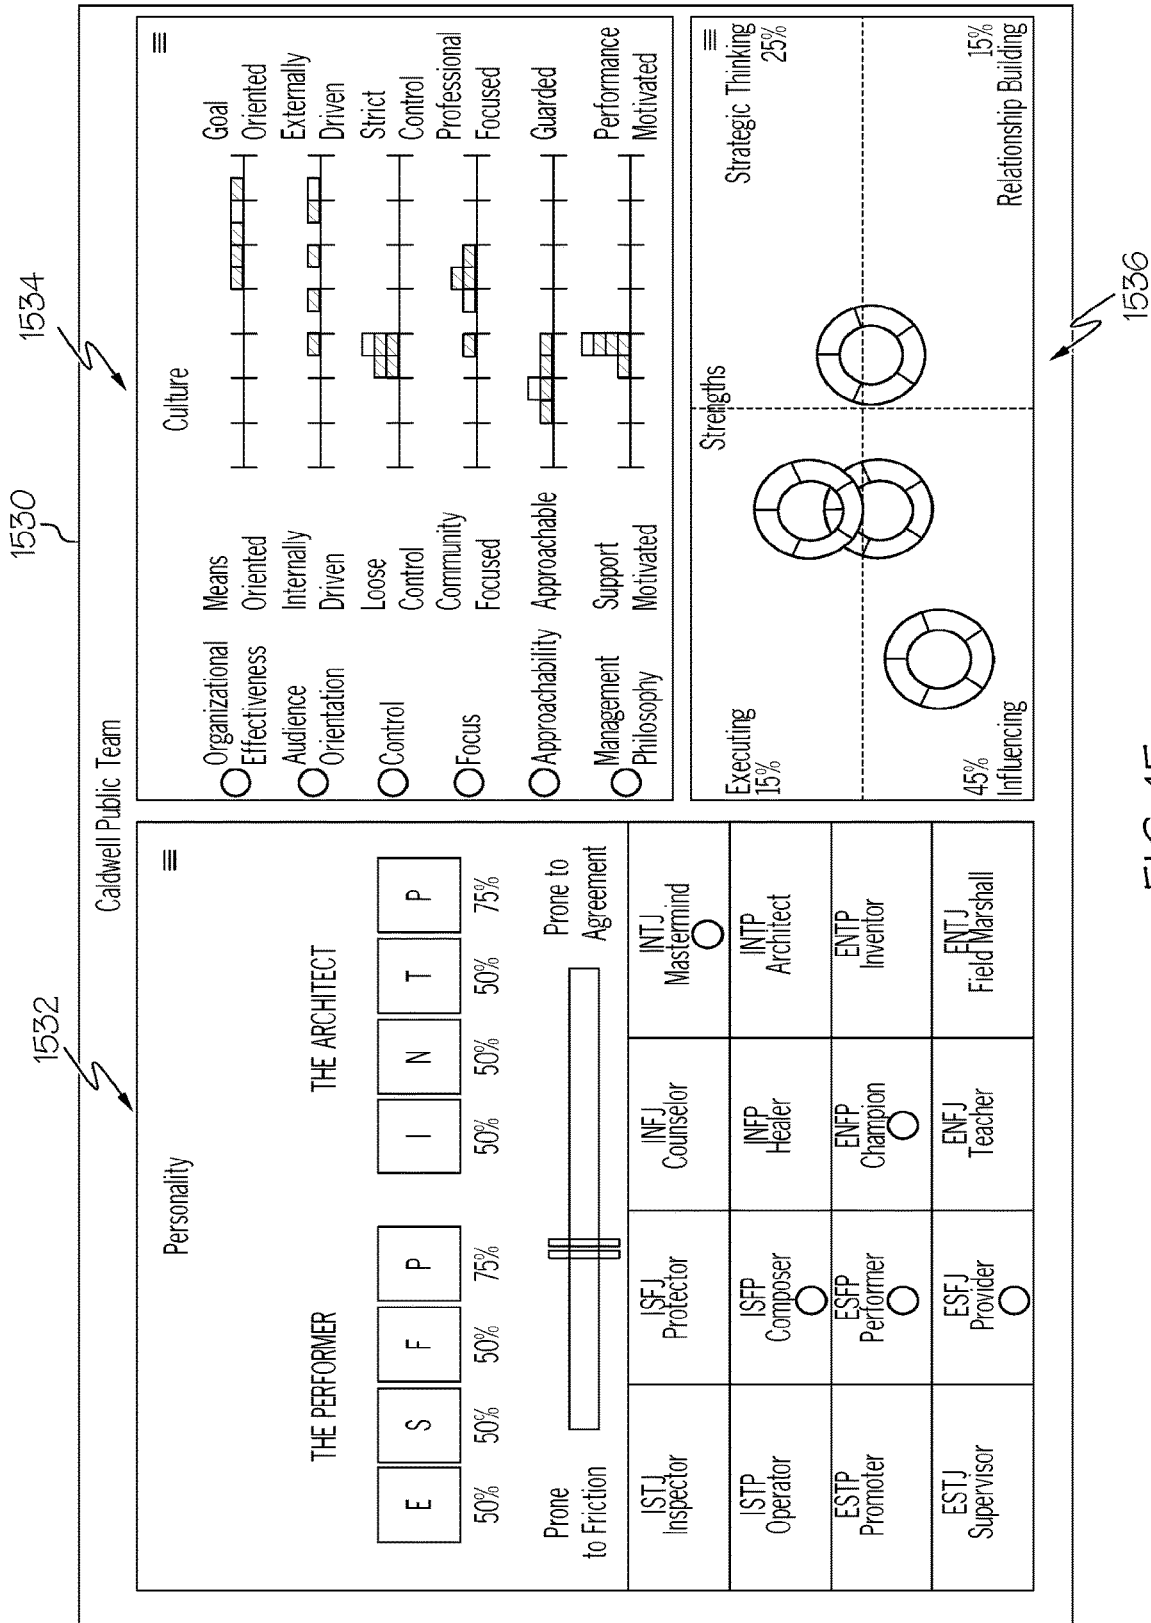 1530
Caldwell Public Team
1532
Personality
THE PERFORMER
THE ARCHITECT
E S F P
I N T P
50% 50% 50% 75%
50% 50% 50% 75%
Prone
to Friction
Prone to
Agreement
ISTJ
Inspector
ISFJ
Protector
INFJ
Counselor
INTJ
Mastermind
ISTP
Operator
ISFP
Composer
INFP
Healer
INTP
Architect
ESTP
Promoter
ESFP
Performer
ENFP
Champion
ENTP
Inventor
ESTJ
Supervisor
ESFJ
Provider
ENFJ
Teacher
ENTJ
Field Marshall
1534
Culture
Organizational
Effectiveness
Means
Oriented
Goal
Oriented
Audience
Orientation
Internally
Driven
Externally
Driven
Control
Loose
Control
Strict
Control
Focus
Community
Focused
Professional
Focused
Approachability
Approachable
Guarded
Management
Philosophy
Support
Motivated
Performance
Motivated
Strengths
Executing
15%
Strategic Thinking
25%
45%
Influencing
15%
Relationship Building
1536